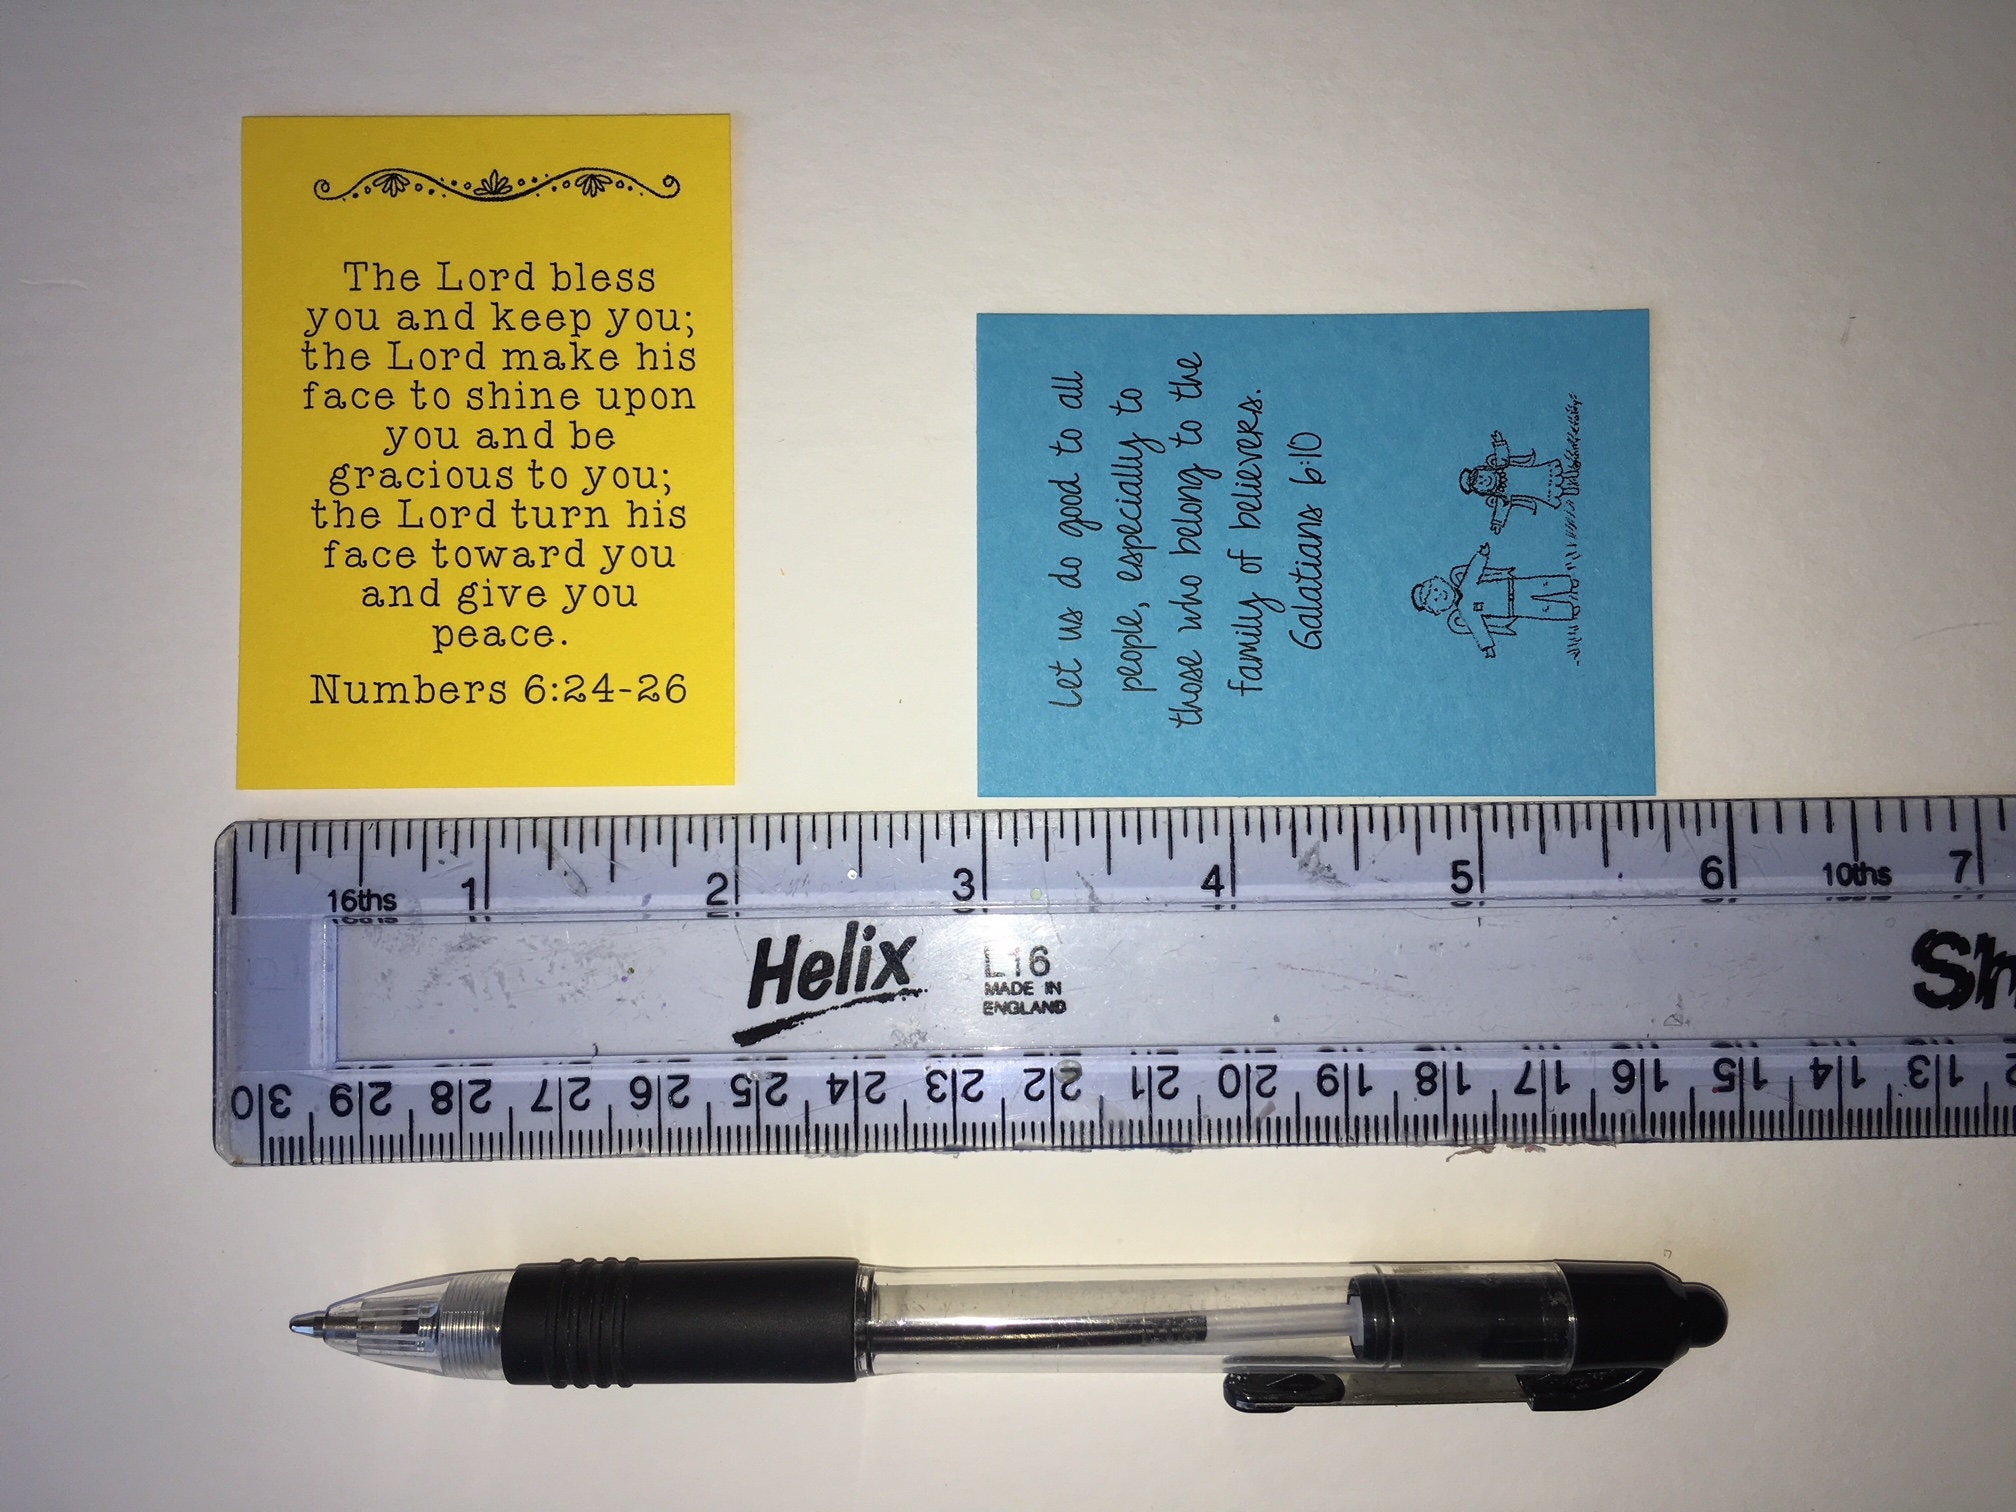 The Lord bless
you and keep you;
the Lord make his
face to shine upon
you and be
gracious to you;
the Lord turn his
face toward you
and give you
peace.
Numbers 6:24-26
Let us do good to all
people, especially to
those who belong to the
family of believers.
Galatians 6:10
16ths 1 2 3 4 5 6 10ths 7
Helix
L16
MADE IN
ENGLAND
30 29 28 27 26 25 24 23 22 21 20 19 18 17 16 15 14 13